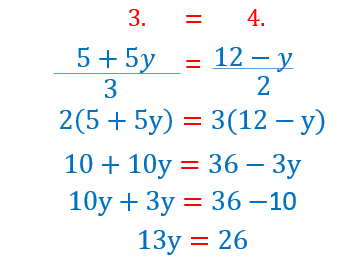 3. = 4.
5 + 5y = 12 − y
3 2
2(5 + 5y) = 3(12 − y)
10 + 10y = 36 − 3y
10y + 3y = 36 −10
13y = 26